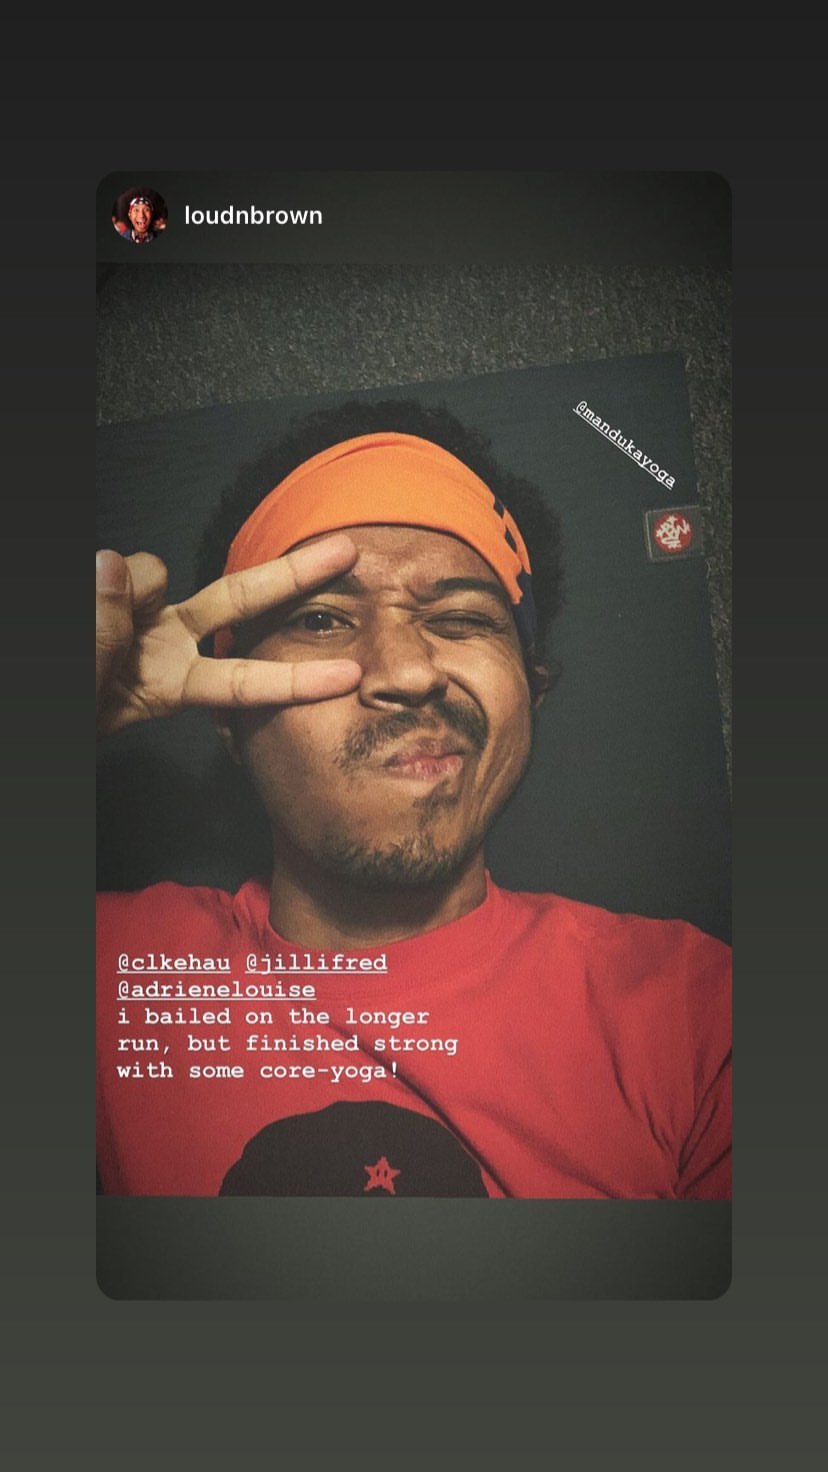 loudnbrown
@mandukayoga
@clkehau @jillifred
@adrienelouise
i bailed on the longer
run, but finished strong
with some core-yoga!